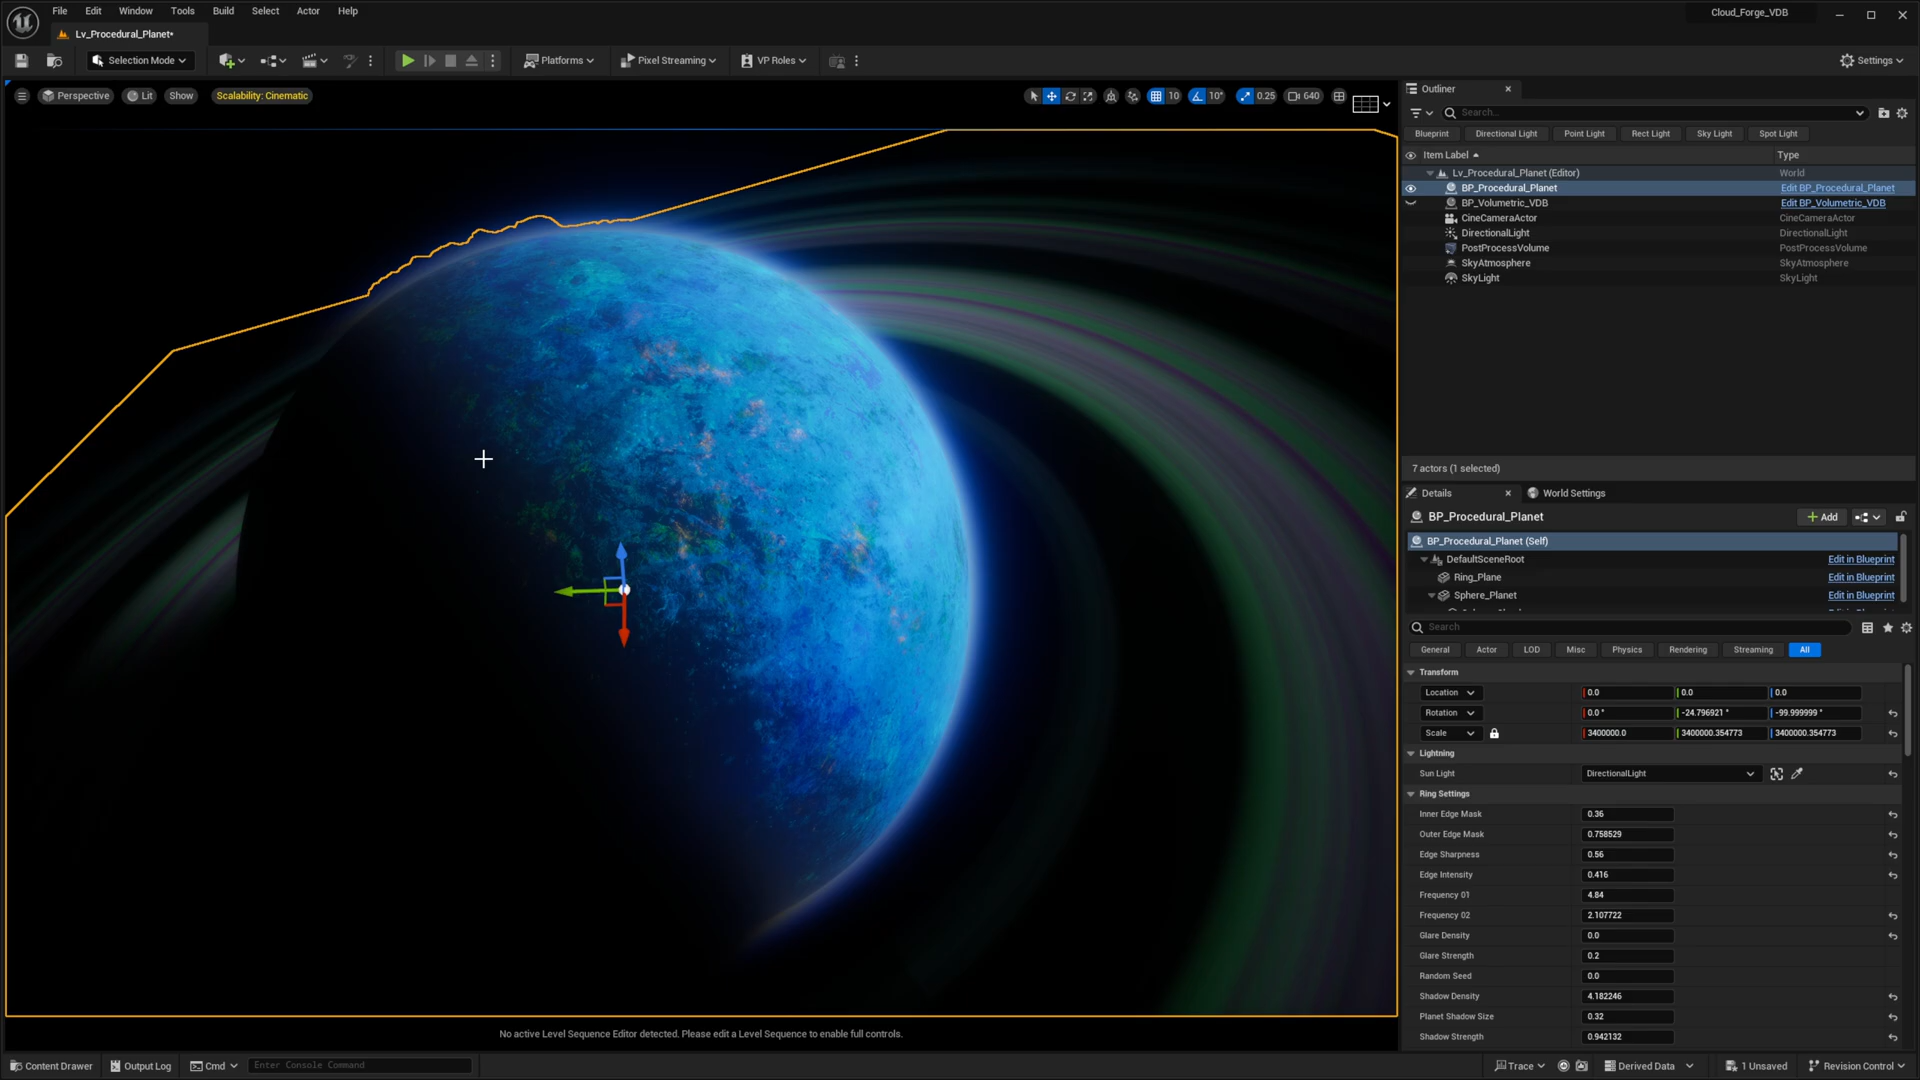 File Edit Window Tools Build Select Actor Help
Cloud_Forge_VDB
Lv_Procedural_Planet*
Selection Mode
Platforms
Pixel Streaming
VP Roles
Settings
Perspective
Lit
Show
Scalability: Cinematic
10
10°
0.25
640
Outliner
Search...
Blueprint Directional Light Point Light Rect Light Sky Light Spot Light
Item Label Type
Lv_Procedural_Planet (Editor) World
BP_Procedural_Planet Edit BP_Procedural_Planet
BP_Volumetric_VDB Edit BP_Volumetric_VDB
CineCameraActor CineCameraActor
DirectionalLight DirectionalLight
PostProcessVolume PostProcessVolume
SkyAtmosphere SkyAtmosphere
SkyLight SkyLight
7 actors (1 selected)
Details World Settings
BP_Procedural_Planet
+ Add
BP_Procedural_Planet (Self)
DefaultSceneRoot Edit in Blueprint
Ring_Plane Edit in Blueprint
Sphere_Planet Edit in Blueprint
Search
General Actor LOD Misc Physics Rendering Streaming All
Transform
Location 0.0 0.0 0.0
Rotation 0.0 ° -24.796921 ° -99.999999 °
Scale 3400000.0 3400000.354773 3400000.354773
Lightning
Sun Light DirectionalLight
Ring Settings
Inner Edge Mask 0.36
Outer Edge Mask 0.758529
Edge Sharpness 0.56
Edge Intensity 0.416
Frequency 01 4.84
Frequency 02 2.107722
Glare Density 0.0
Glare Strength 0.2
Random Seed 0.0
Shadow Density 4.182246
Planet Shadow Size 0.32
Shadow Strength 0.942132
No active Level Sequence Editor detected. Please edit a Level Sequence to enable full controls.
Content Drawer
Output Log
Cmd
Enter Console Command
Trace
Derived Data
1 Unsaved
Revision Control